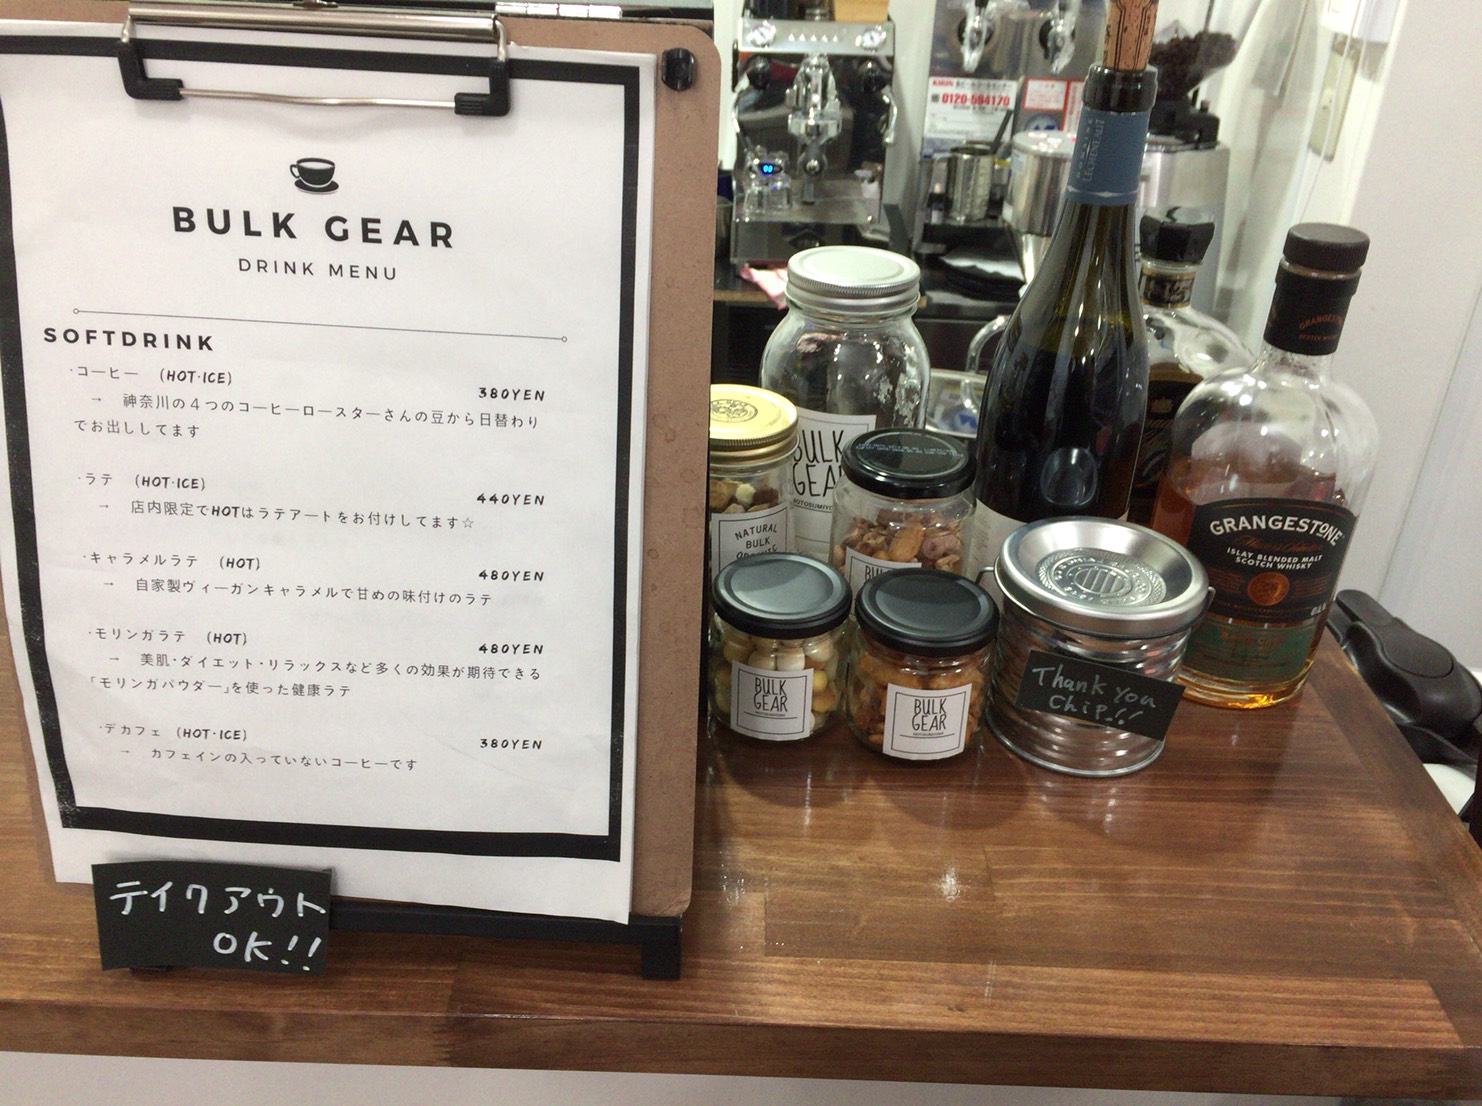 BULK GEAR
DRINK MENU
SOFTDRINK
・コーヒー (HOT・ICE)
380YEN
→ 神奈川の4つのコーヒーロースターさんの豆から日替わり
でお出ししてます
・ラテ (HOT・ICE)
440YEN
→ 店内限定でHOTはラテアートをお付けしてます☆
・キャラメルラテ (HOT)
480YEN
→ 自家製ヴィーガンキャラメルで甘めの味付けのラテ
・モリンガラテ (HOT)
480YEN
→ 美肌・ダイエット・リラックスなど多くの効果が期待できる
「モリンガパウダー」を使った健康ラテ
・デカフェ (HOT・ICE)
380YEN
→ カフェインの入っていないコーヒーです
テイクアウト
OK!!
KIRIN
0120-594170
LECHENEAUT
BULK
GEAR
NATURAL
BULK
BULK
GEAR
BULK
GEAR
MOTOSUMIYOSHI
Thank you
Chip!!
GRANGESTONE
GRANGESTONE
ISLAY BLENDED MALT
SCOTCH WHISKY